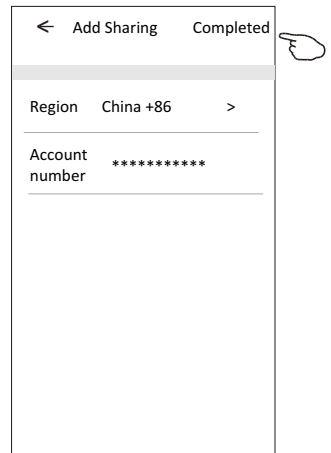 ← Add Sharing Completed
Region China +86 >
Account
number ***********